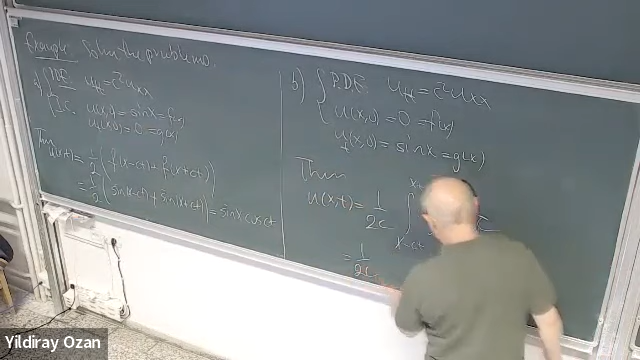 Example: Solve the problems.
a) P.D.E. u_tt = c²u_xx
I.C. u(x,0) = sin x = f(x)
u_t(x,0) = 0 = g(x)
Then
u(x,t) = 1/2 (f(x-ct) + f(x+ct))
= 1/2 (sin(x-ct) + sin(x+ct)) = sin x cos ct
b) P.D.E. u_tt = c²u_xx
u(x,0) = 0 = f(x)
u_t(x,0) = sin x = g(x)
Then
u(x,t) = 1/2c ∫
x-ct
= 1/2c
Yildiray Ozan